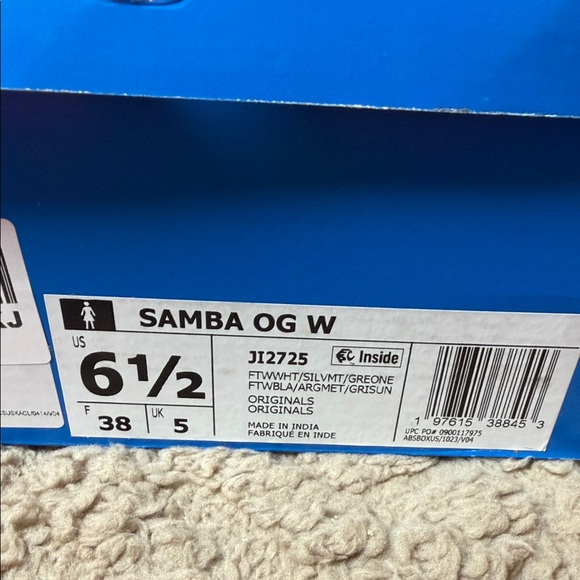 SAMBA OG W
US
6½
F
38
UK
5
JI2725
Inside
FTWWHT/SILVMT/GREONE
FTWBLA/ARGMET/GRISUN
ORIGINALS
ORIGINALS
MADE IN INDIA
FABRIQUÉ EN INDE
1 97615 38845 3
UPC PO# 0900117975
ABSBOXUS/1023/V04